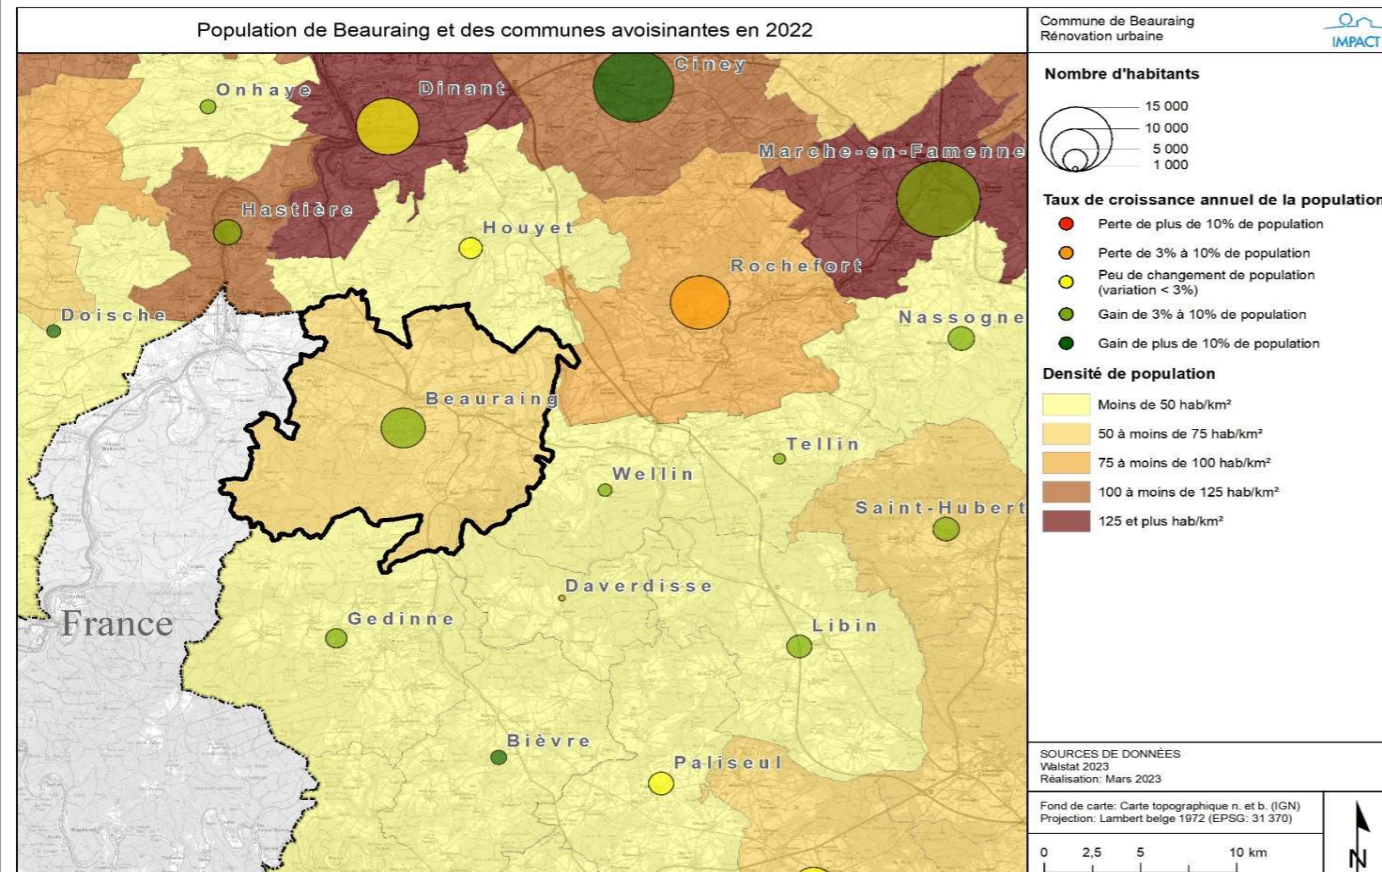 Population de Beauraing et des communes avoisinantes en 2022
Commune de Beauraing
Rénovation urbaine
IMPACT
Nombre d'habitants
15 000
10 000
5 000
1 000
Taux de croissance annuel de la population
Perte de plus de 10% de population
Perte de 3% à 10% de population
Peu de changement de population
(variation < 3%)
Gain de 3% à 10% de population
Gain de plus de 10% de population
Densité de population
Moins de 50 hab/km²
50 à moins de 75 hab/km²
75 à moins de 100 hab/km²
100 à moins de 125 hab/km²
125 et plus hab/km²
Ciney
Onhaye
Dinant
Marche-en-Famenne
Hastière
Houyet
Rochefort
Doische
Nassogne
Beauraing
Tellin
Wellin
Saint-Hubert
Daverdisse
France
Gedinne
Libin
Bièvre
Paliseul
SOURCES DE DONNÉES
Walstat 2023
Réalisation: Mars 2023
Fond de carte: Carte topographique n. et b. (IGN)
Projection: Lambert belge 1972 (EPSG: 31 370)
0 2,5 5 10 km
N